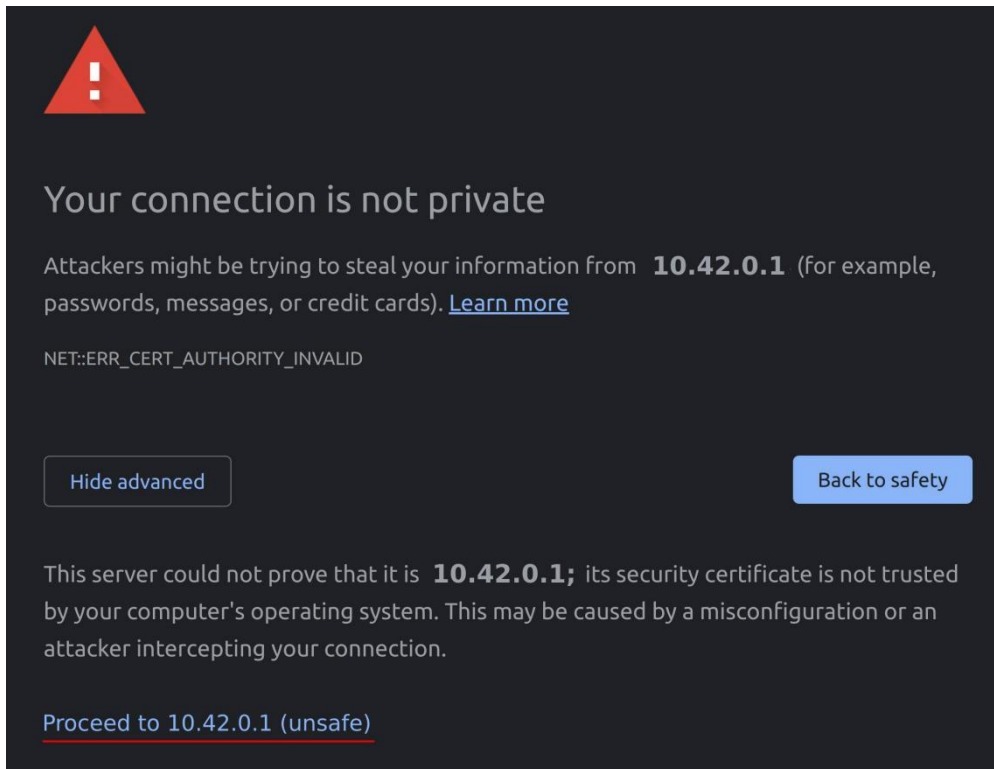 Your connection is not private
Attackers might be trying to steal your information from 10.42.0.1 (for example,
passwords, messages, or credit cards). Learn more
NET::ERR_CERT_AUTHORITY_INVALID
Hide advanced
Back to safety
This server could not prove that it is 10.42.0.1; its security certificate is not trusted
by your computer's operating system. This may be caused by a misconfiguration or an
attacker intercepting your connection.
Proceed to 10.42.0.1 (unsafe)